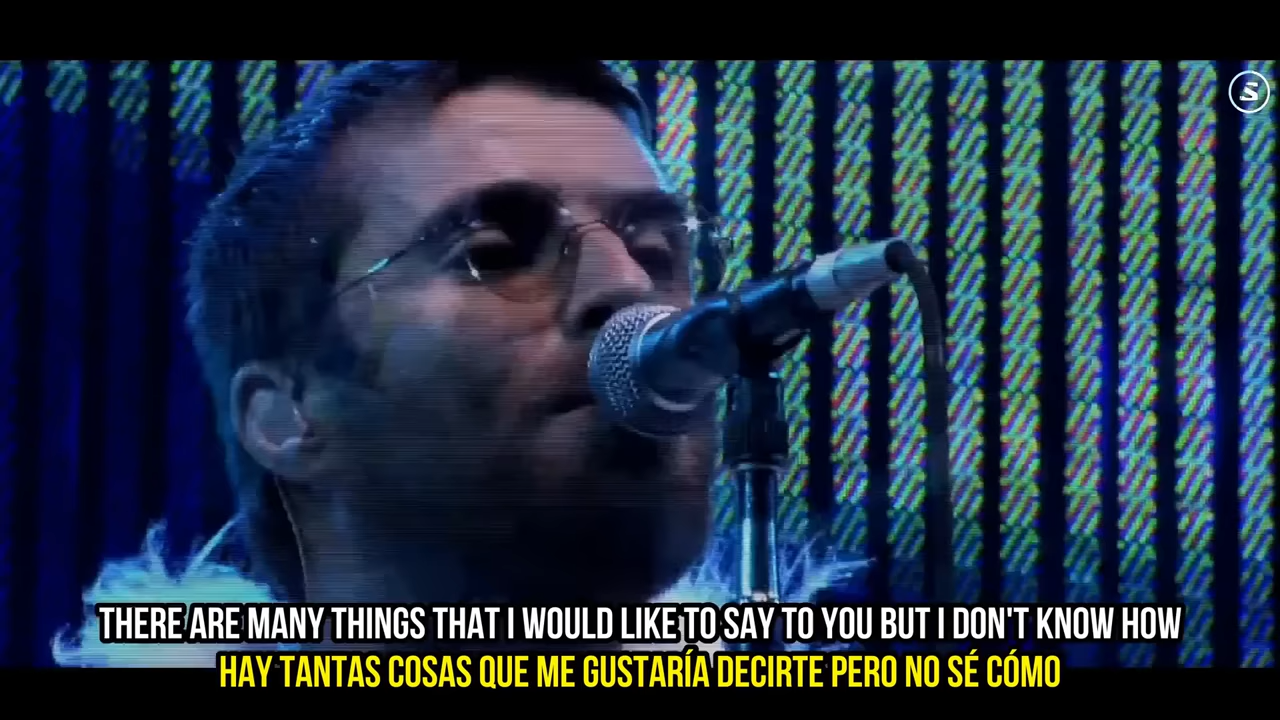 S
THERE ARE MANY THINGS THAT I WOULD LIKE TO SAY TO YOU BUT I DON'T KNOW HOW
HAY TANTAS COSAS QUE ME GUSTARÍA DECIRTE PERO NO SÉ CÓMO